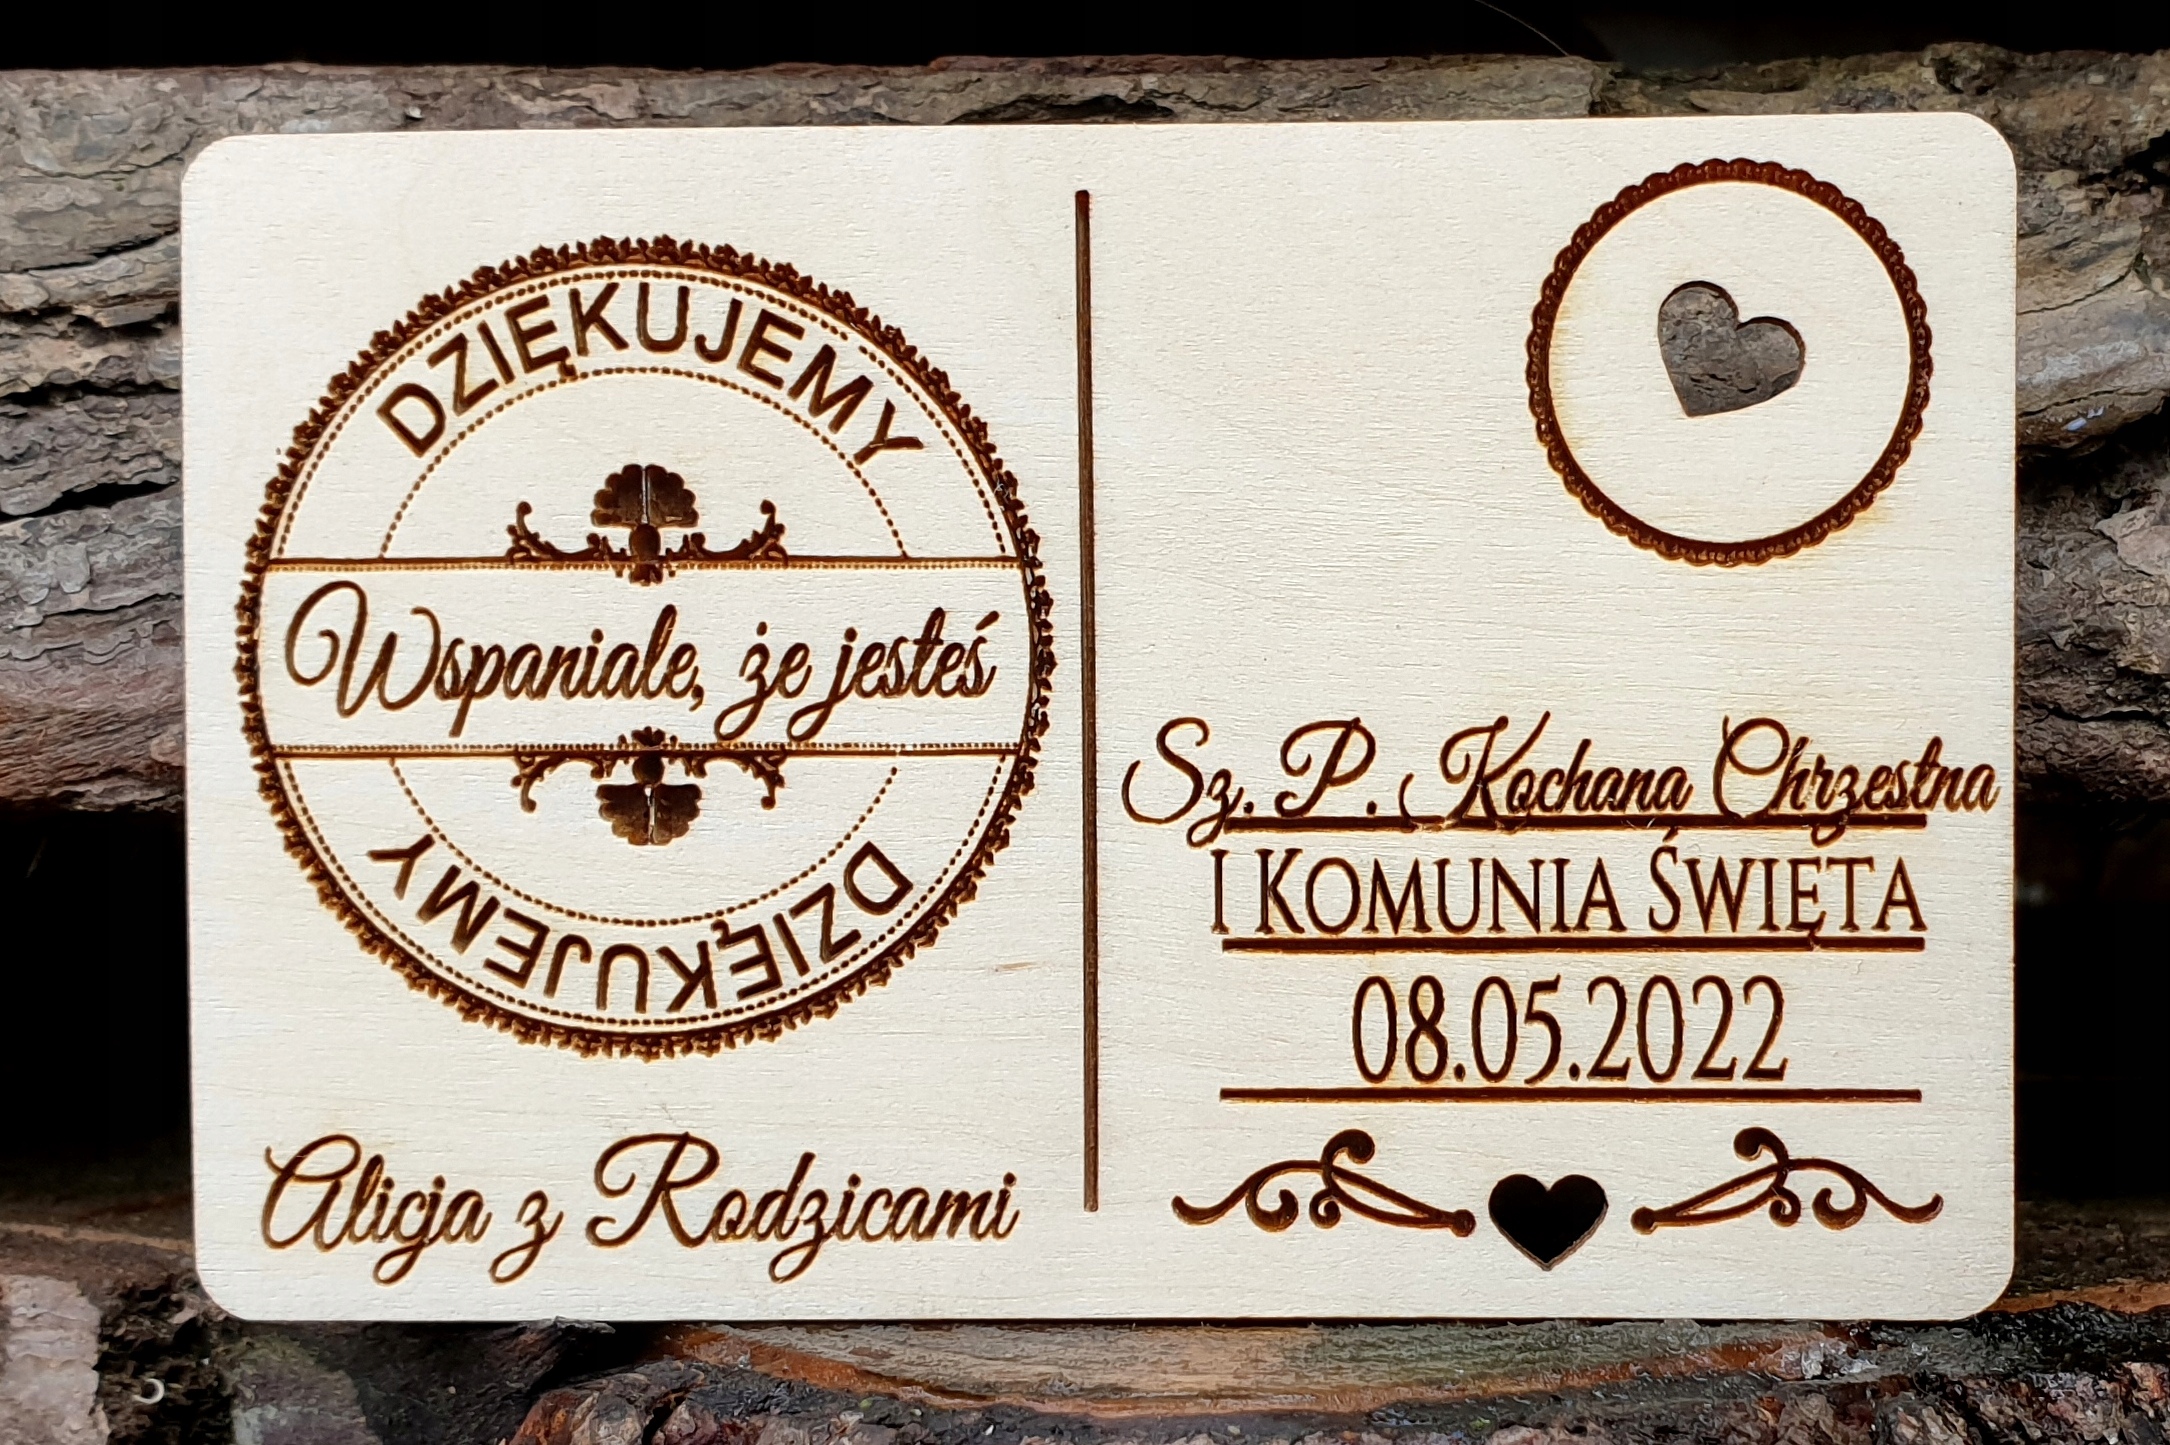 DZIĘKUJEMY
Wspaniale, że jesteś
DZIĘKUJEMY
Alicja z Rodzicami
Sz. P. Kochana Chrzestna
I KOMUNIA ŚWIĘTA
08.05.2022